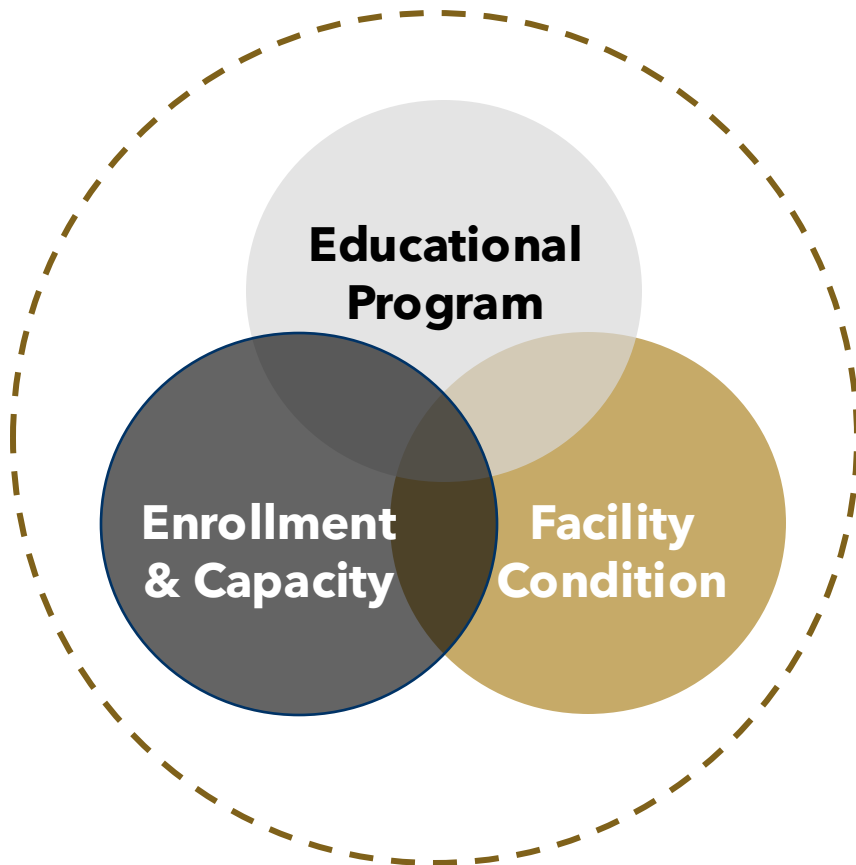 Educational
Program
Enrollment
& Capacity
Facility
Condition